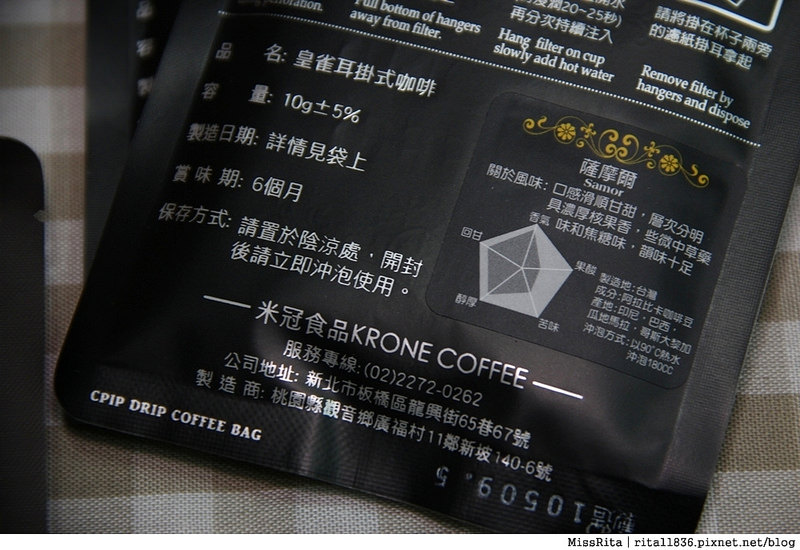 ing perforation.
Pull bottom of hangers
away from filter.
浸潤20~25秒)
再分次持續注入
Hang filter on cup
slowly add hot water
請將掛在杯子兩旁
的濾紙掛耳拿起
Remove filter by
hangers and dispose
品 名: 皇雀耳掛式咖啡
容 量: 10g±5%
製造日期: 詳情見袋上
賞味期: 6個月
保存方式: 請置於陰涼處，開封
後請立即沖泡使用。
薩摩爾
Samor
關於風味: 口感滑順甘甜，層次分明
具濃厚核果香，些微中草藥
味和焦糖味，韻味十足
香氣
回甘
果酸
醇厚
苦味
製造地: 台灣
成分: 阿拉比卡咖啡豆
產地: 印尼，巴西，
瓜地馬拉，哥斯大黎加
沖泡方式: 以90°C熱水
沖泡180cc
米冠食品KRONE COFFEE
服務專線: (02)2272-0262
公司地址: 新北市板橋區龍興街65巷67號
製造商: 桃園縣觀音鄉廣福村11鄰新坡140-6號
CPIP DRIP COFFEE BAG
10509.5
MissRita | rita11836.pixnet.net/blog